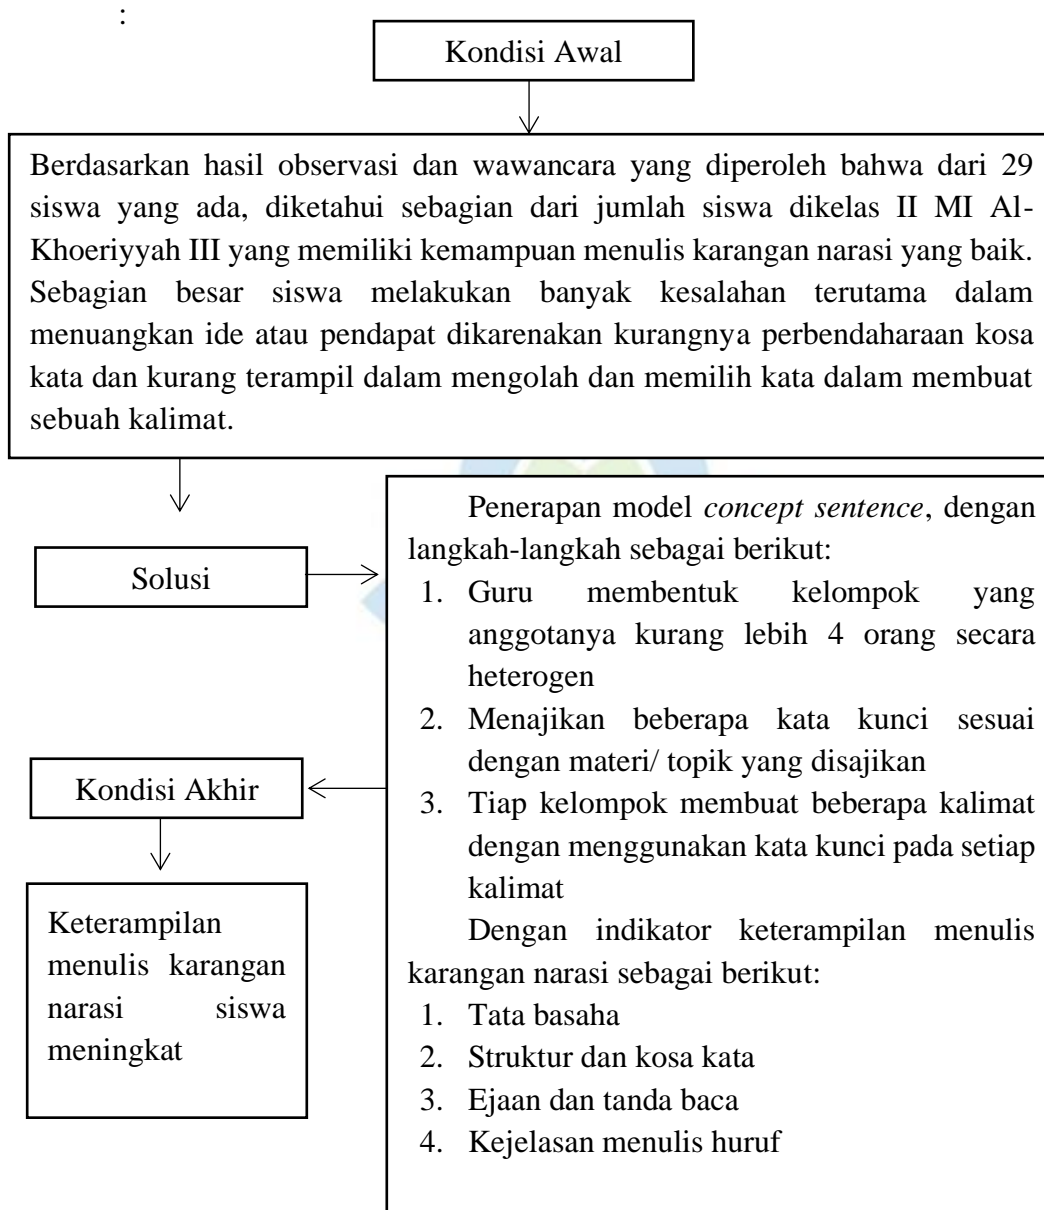 :
Kondisi Awal
Berdasarkan hasil observasi dan wawancara yang diperoleh bahwa dari 29
siswa yang ada, diketahui sebagian dari jumlah siswa dikelas II MI Al-
Khoeriyyah III yang memiliki kemampuan menulis karangan narasi yang baik.
Sebagian besar siswa melakukan banyak kesalahan terutama dalam
menuangkan ide atau pendapat dikarenakan kurangnya perbendaharaan kosa
kata dan kurang terampil dalam mengolah dan memilih kata dalam membuat
sebuah kalimat.
Solusi
Penerapan model concept sentence, dengan
langkah-langkah sebagai berikut:
1. Guru membentuk kelompok yang
anggotanya kurang lebih 4 orang secara
heterogen
2. Menajikan beberapa kata kunci sesuai
dengan materi/ topik yang disajikan
3. Tiap kelompok membuat beberapa kalimat
dengan menggunakan kata kunci pada setiap
kalimat
Dengan indikator keterampilan menulis
karangan narasi sebagai berikut:
1. Tata basaha
2. Struktur dan kosa kata
3. Ejaan dan tanda baca
4. Kejelasan menulis huruf
Kondisi Akhir
Keterampilan
menulis karangan
narasi siswa
meningkat